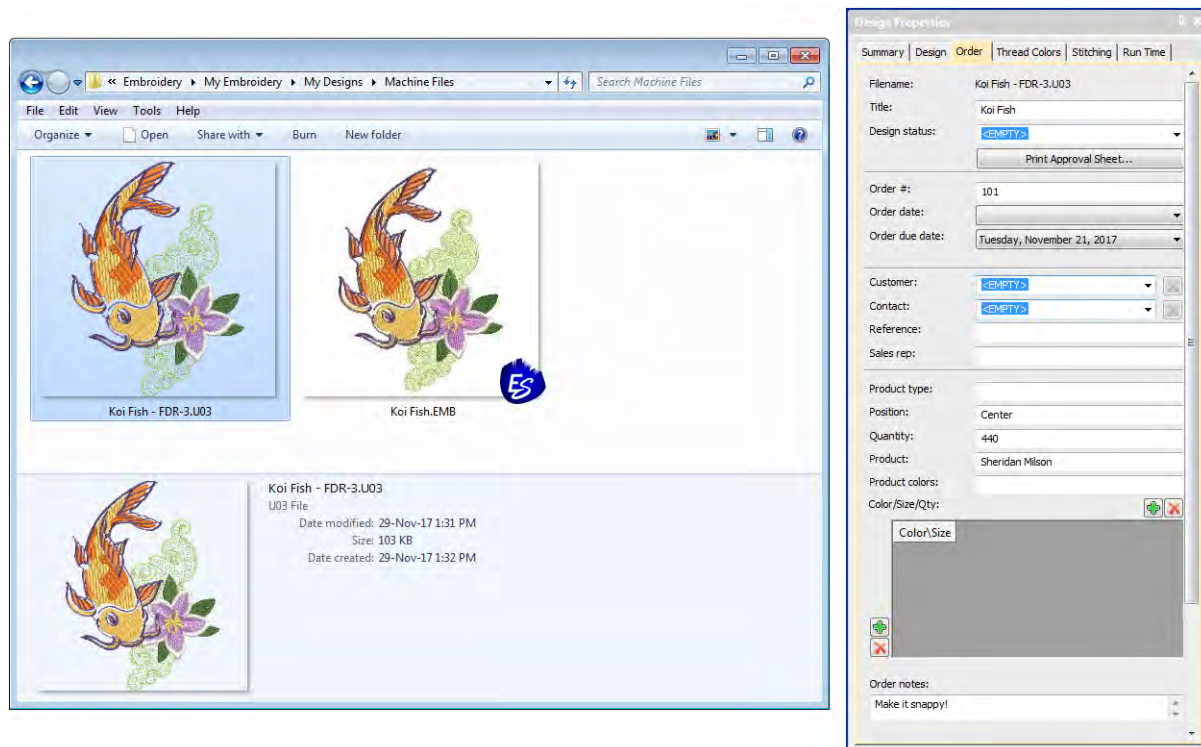 « Embroidery ▸ My Embroidery ▸ My Designs ▸ Machine Files
Search Machine Files
File Edit View Tools Help
Organize Open Share with Burn New folder
Koi Fish - FDR-3.U03
ES
Koi Fish.EMB
Koi Fish - FDR-3.U03
U03 File
Date modified: 29-Nov-17 1:31 PM
Size: 103 KB
Date created: 29-Nov-17 1:32 PM
Design Properties
Summary Design Order Thread Colors Stitching Run Time
Filename: Koi Fish - FDR-3.U03
Title: Koi Fish
Design status: <EMPTY>
Print Approval Sheet...
Order #: 101
Order date:
Order due date: Tuesday, November 21, 2017
Customer: <EMPTY>
Contact: <EMPTY>
Reference:
Sales rep:
Product type:
Position: Center
Quantity: 440
Product: Sheridan Milson
Product colors:
Color/Size/Qty:
Color\Size
Order notes:
Make it snappy!